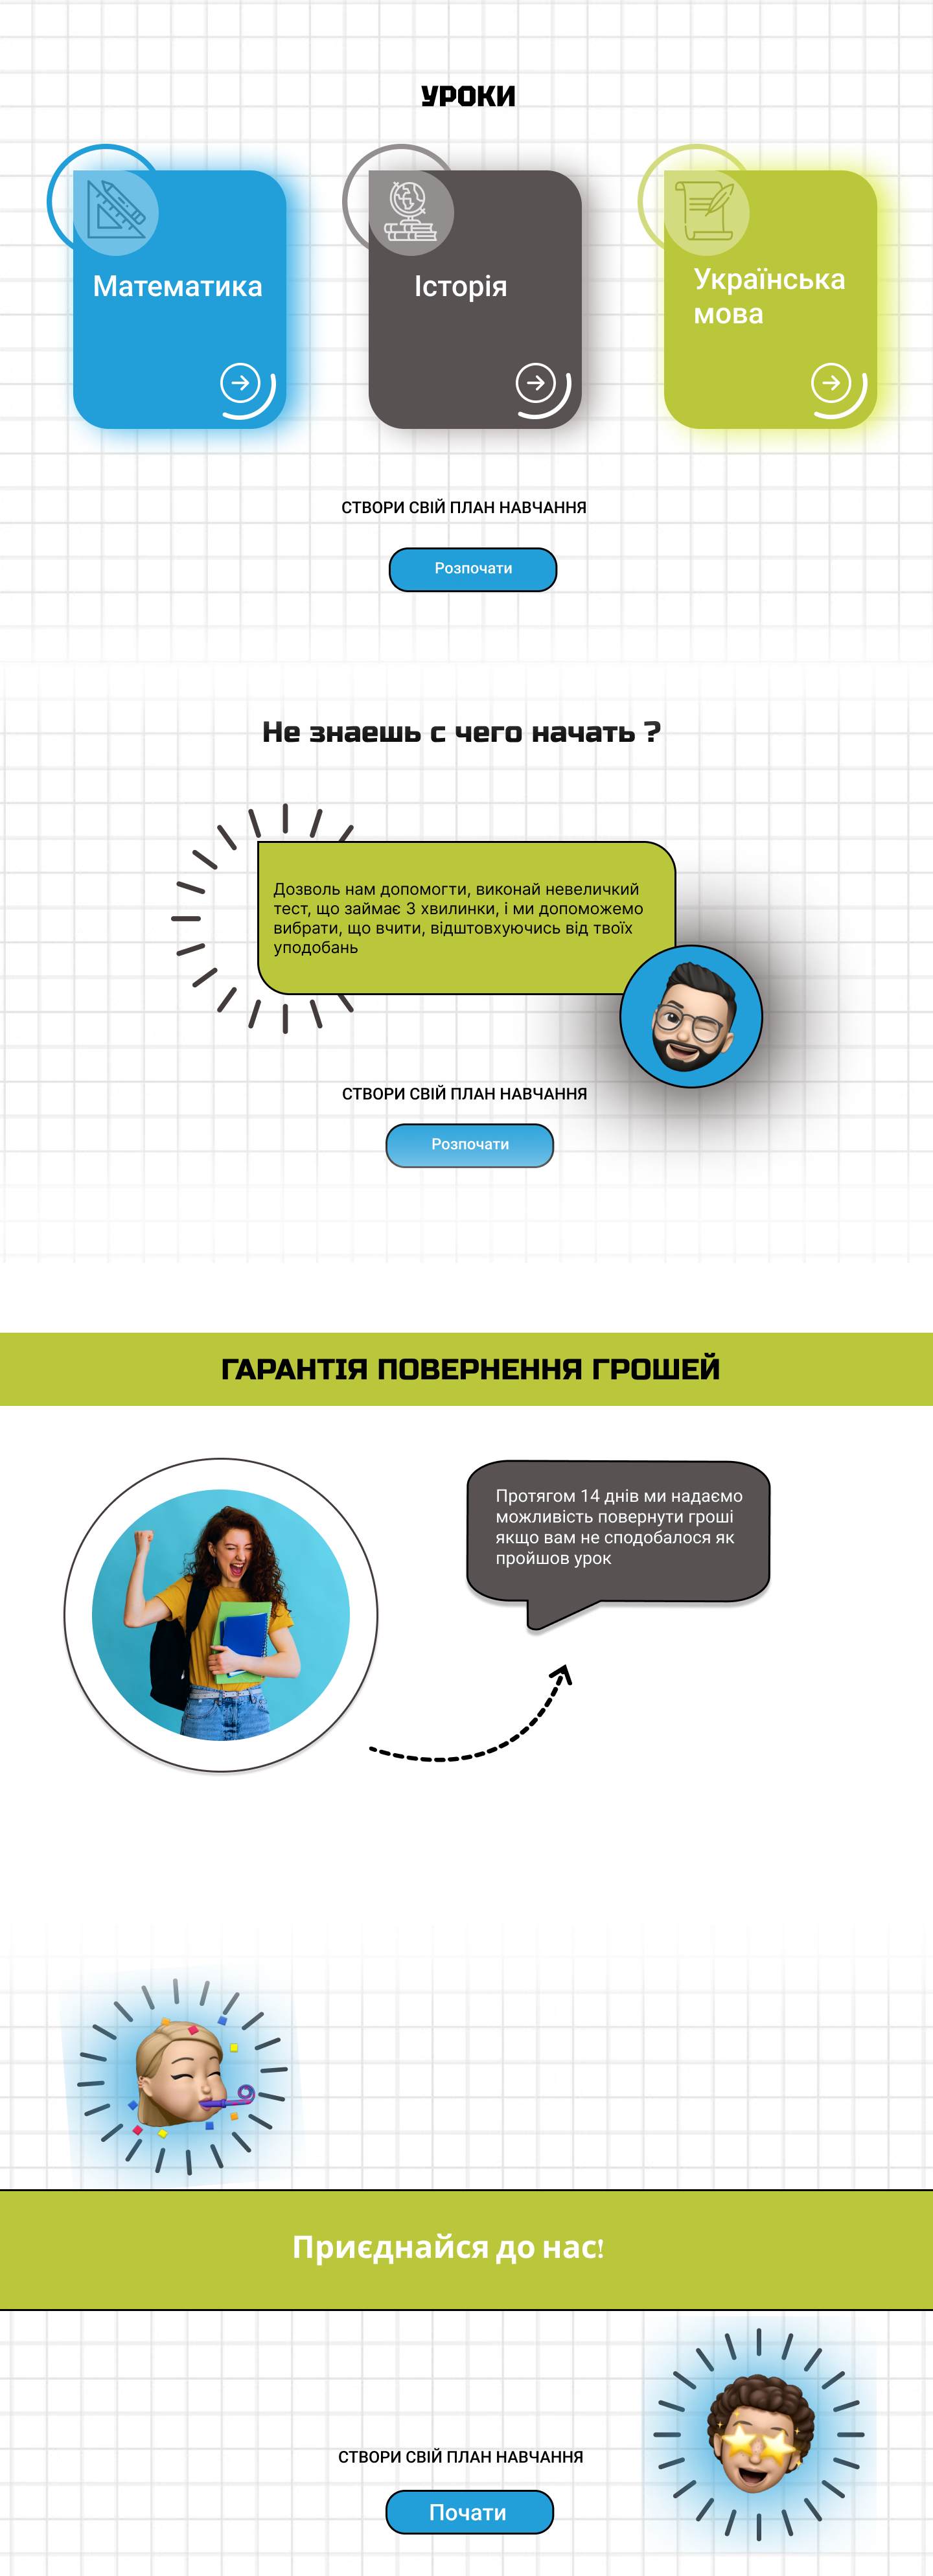 УРОКИ
Математика
Історія
Українська
мова
СТВОРИ СВІЙ ПЛАН НАВЧАННЯ
Розпочати
Не знаешь с чего начать ?
Дозволь нам допомогти, виконай невеличкий
тест, що займає 3 хвилинки, і ми допоможемо
вибрати, що вчити, відштовхуючись від твоїх
уподобань
СТВОРИ СВІЙ ПЛАН НАВЧАННЯ
Розпочати
ГАРАНТІЯ ПОВЕРНЕННЯ ГРОШЕЙ
Протягом 14 днів ми надаємо
можливість повернути гроші
якщо вам не сподобалося як
пройшов урок
Приєднайся до нас!
СТВОРИ СВІЙ ПЛАН НАВЧАННЯ
Почати